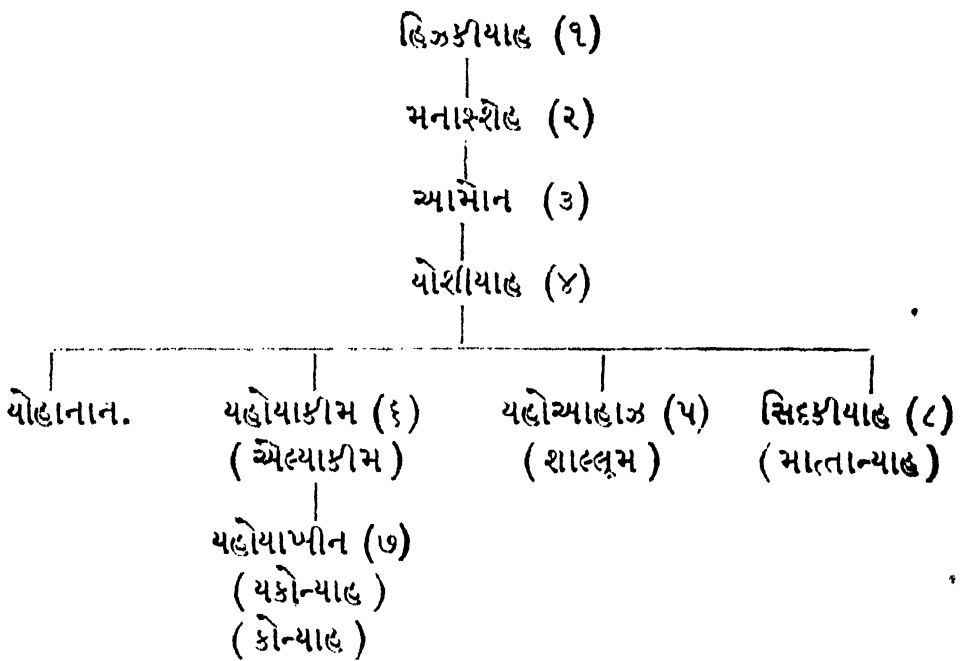 હિઝકીયાહ (૧)
મનાસ્શેહ (૨)
આમોન (૩)
યોશીયાહ (૪)
યોહાનાન. યહોયાકીમ (૬) યહોઆહાઝ (૫) સિદકીયાહ (૮)
(એલ્યાકીમ) (શાલ્લૂમ) (માત્તાન્યાહ)
યહોયાખીન (૭)
(યકોન્યાહ)
(કોન્યાહ)